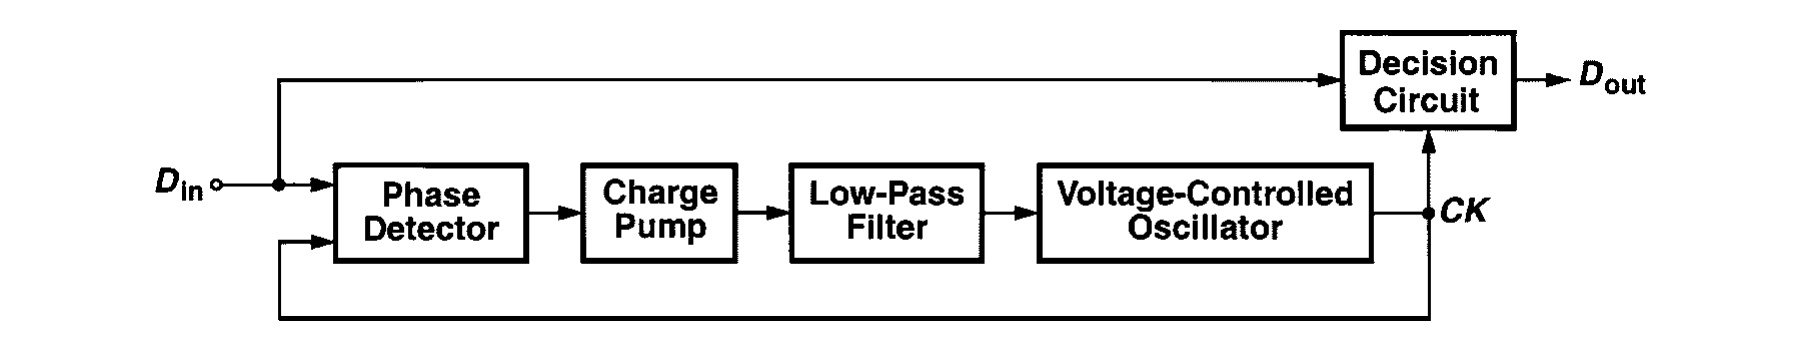 Decision
Circuit
Dout
Din
Phase
Detector
Charge
Pump
Low-Pass
Filter
Voltage-Controlled
Oscillator
CK